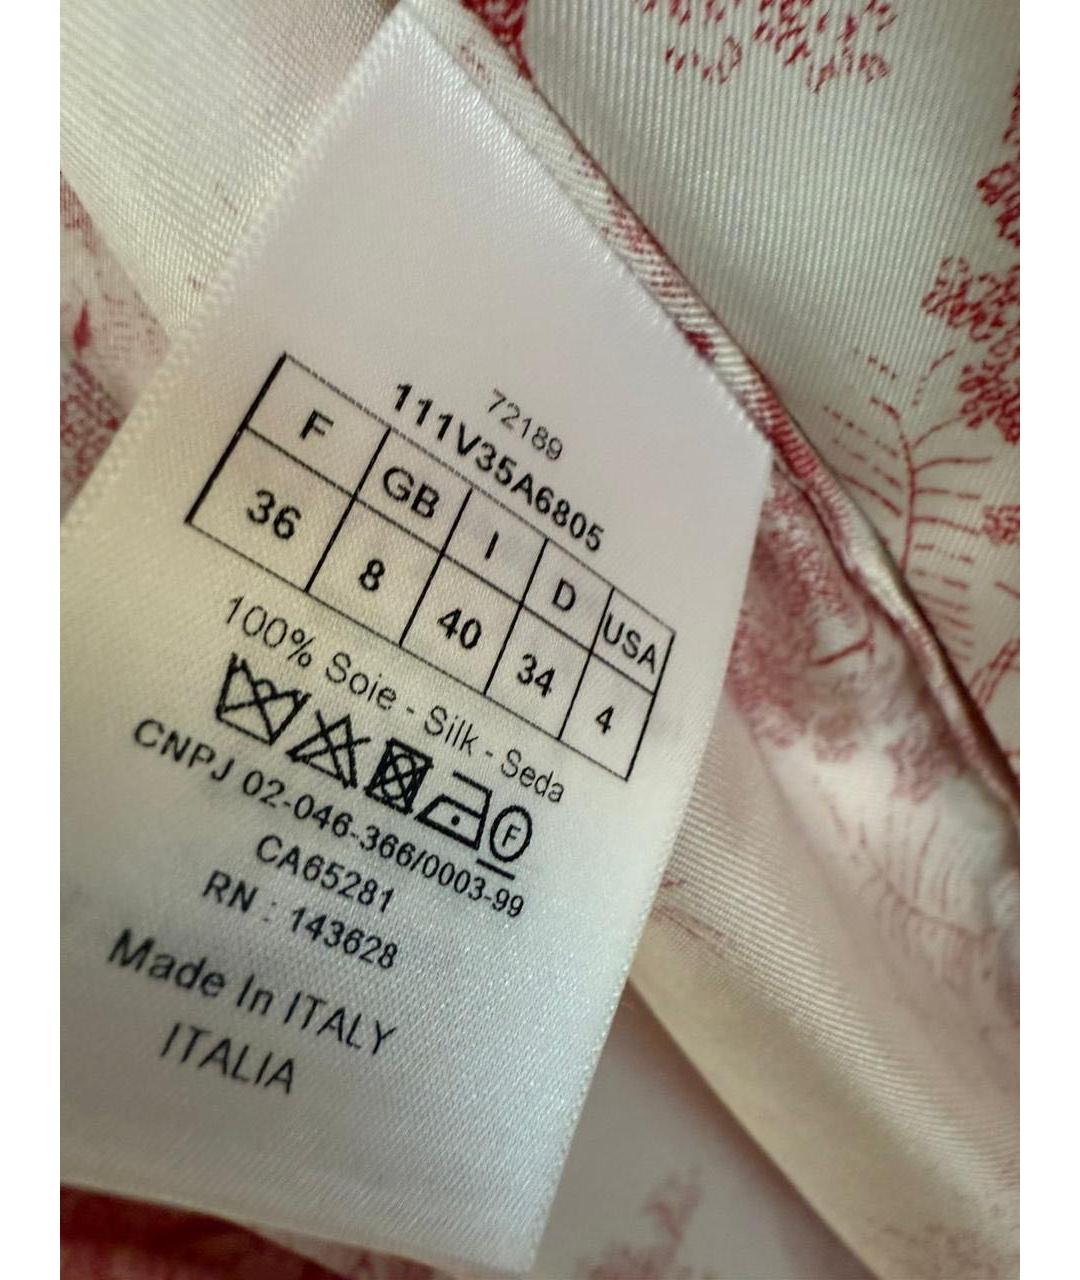 72189
111V35A6805
F GB I D USA
36 8 40 34 4
100% Soie - Silk - Seda
F
CNPJ 02-046-366/0003-99
CA65281
RN : 143628
Made In ITALY
ITALIA